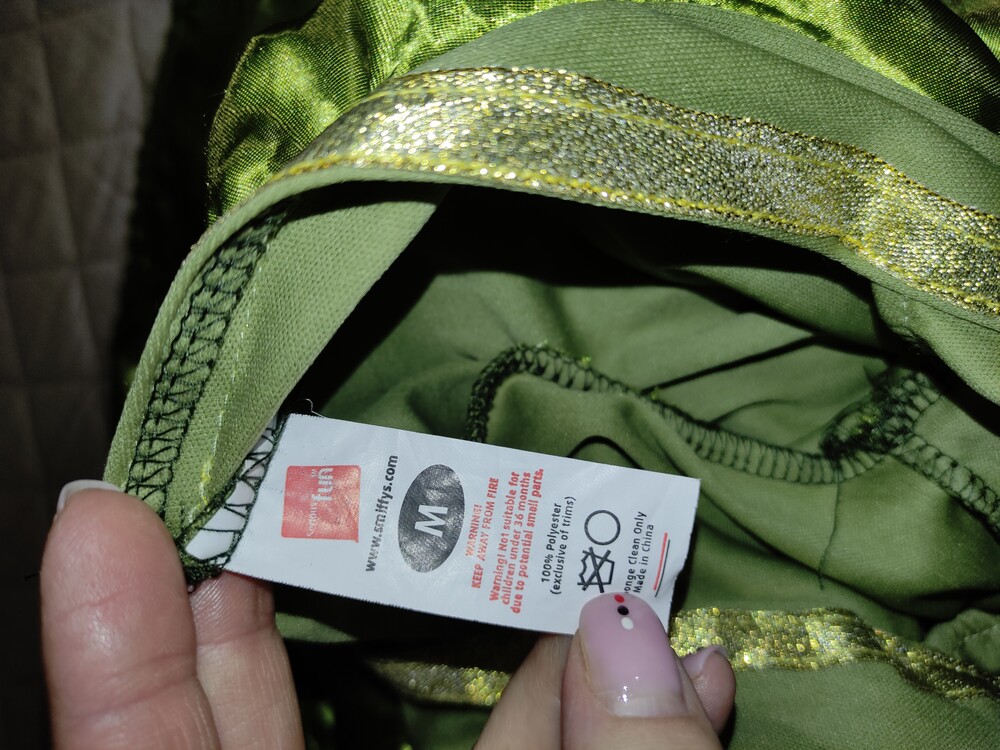 fun
www.smiffys.com
M
WARNING!
KEEP AWAY FROM FIRE
Warning! Not suitable for
children under 36 months
due to potential small parts.
100% Polyester
(exclusive of trims)
onge Clean Only
Made in China